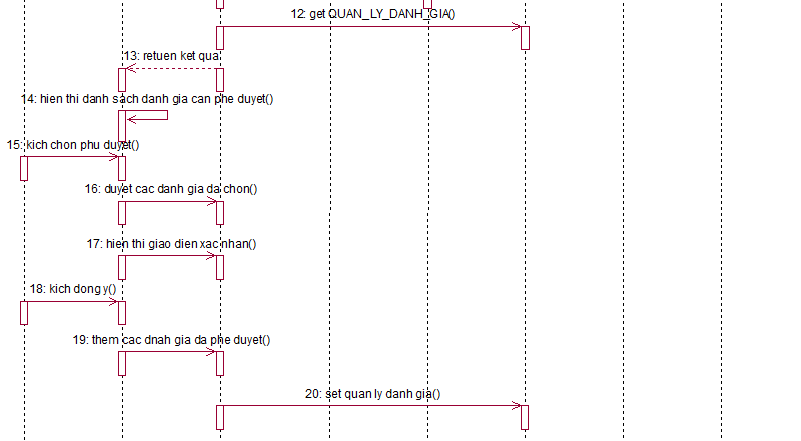 12: get QUAN_LY_DANH_GIA()
13: retuen ket qua
14: hien thi danh sach danh gia can phe duyet()
15: kich chon phu duyet()
16: duyet cac danh gia da chon()
17: hien thi giao dien xac nhan()
18: kich dong y()
19: them cac dnah gia da phe duyet()
20: set quan ly danh gia()